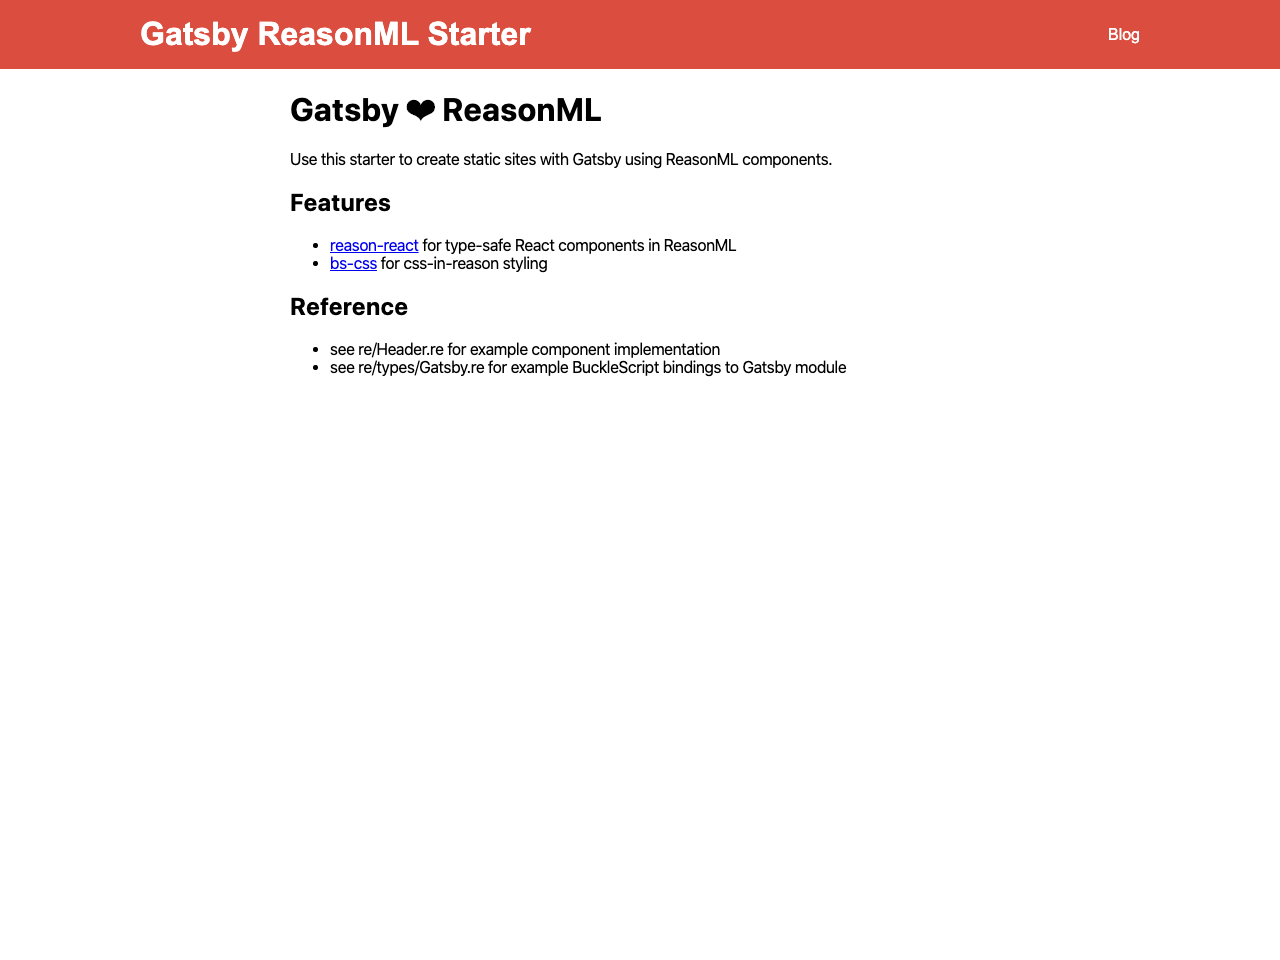 Gatsby ReasonML Starter
Blog
Gatsby ❤ ReasonML
Use this starter to create static sites with Gatsby using ReasonML components.
Features
• reason-react for type-safe React components in ReasonML
• bs-css for css-in-reason styling
Reference
• see re/Header.re for example component implementation
• see re/types/Gatsby.re for example BuckleScript bindings to Gatsby module